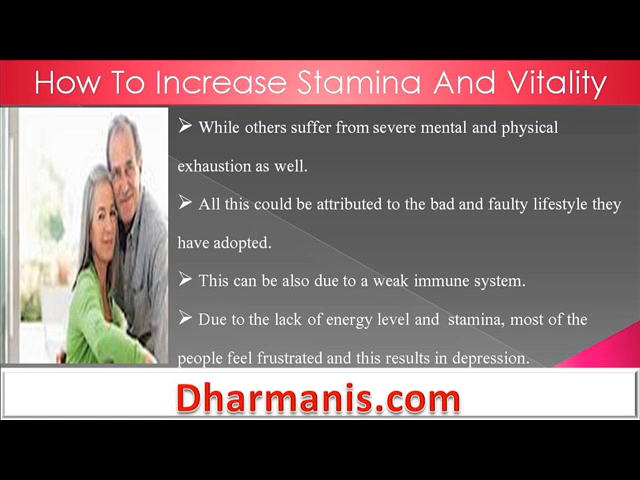 How To Increase Stamina And Vitality
➢ While others suffer from severe mental and physical
exhaustion as well.
➢ All this could be attributed to the bad and faulty lifestyle they
have adopted.
➢ This can be also due to a weak immune system.
➢ Due to the lack of energy level and stamina, most of the
people feel frustrated and this results in depression.
Dharmanis.com